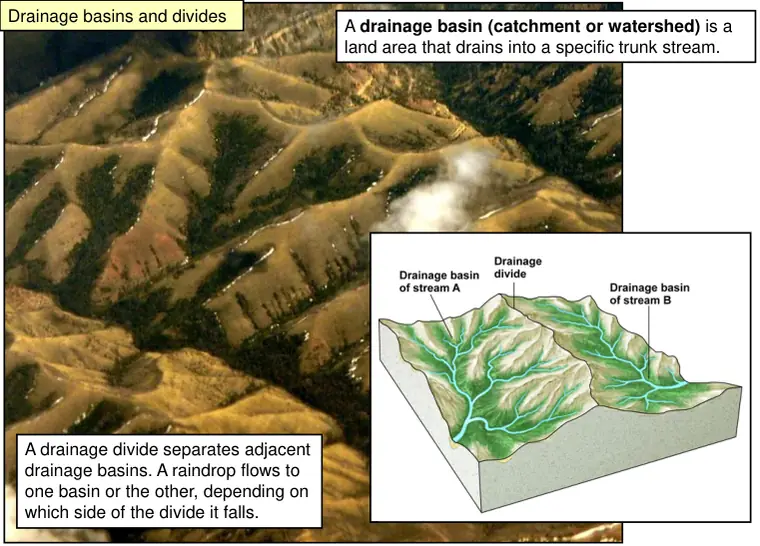 Drainage basins and divides
A drainage basin (catchment or watershed) is a
land area that drains into a specific trunk stream.
Drainage basin
of stream A
Drainage
divide
Drainage basin
of stream B
A drainage divide separates adjacent
drainage basins. A raindrop flows to
one basin or the other, depending on
which side of the divide it falls.